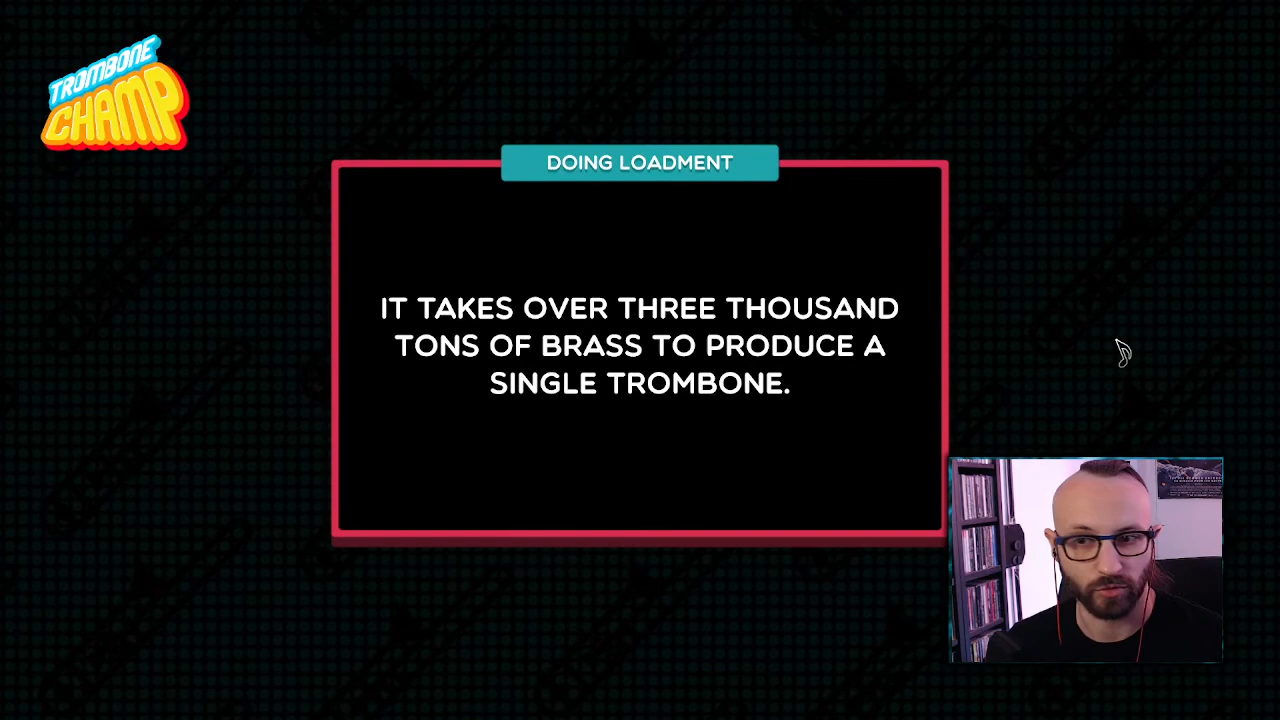 TROMBONE
CHAMP
DOING LOADMENT
IT TAKES OVER THREE THOUSAND
TONS OF BRASS TO PRODUCE A
SINGLE TROMBONE.